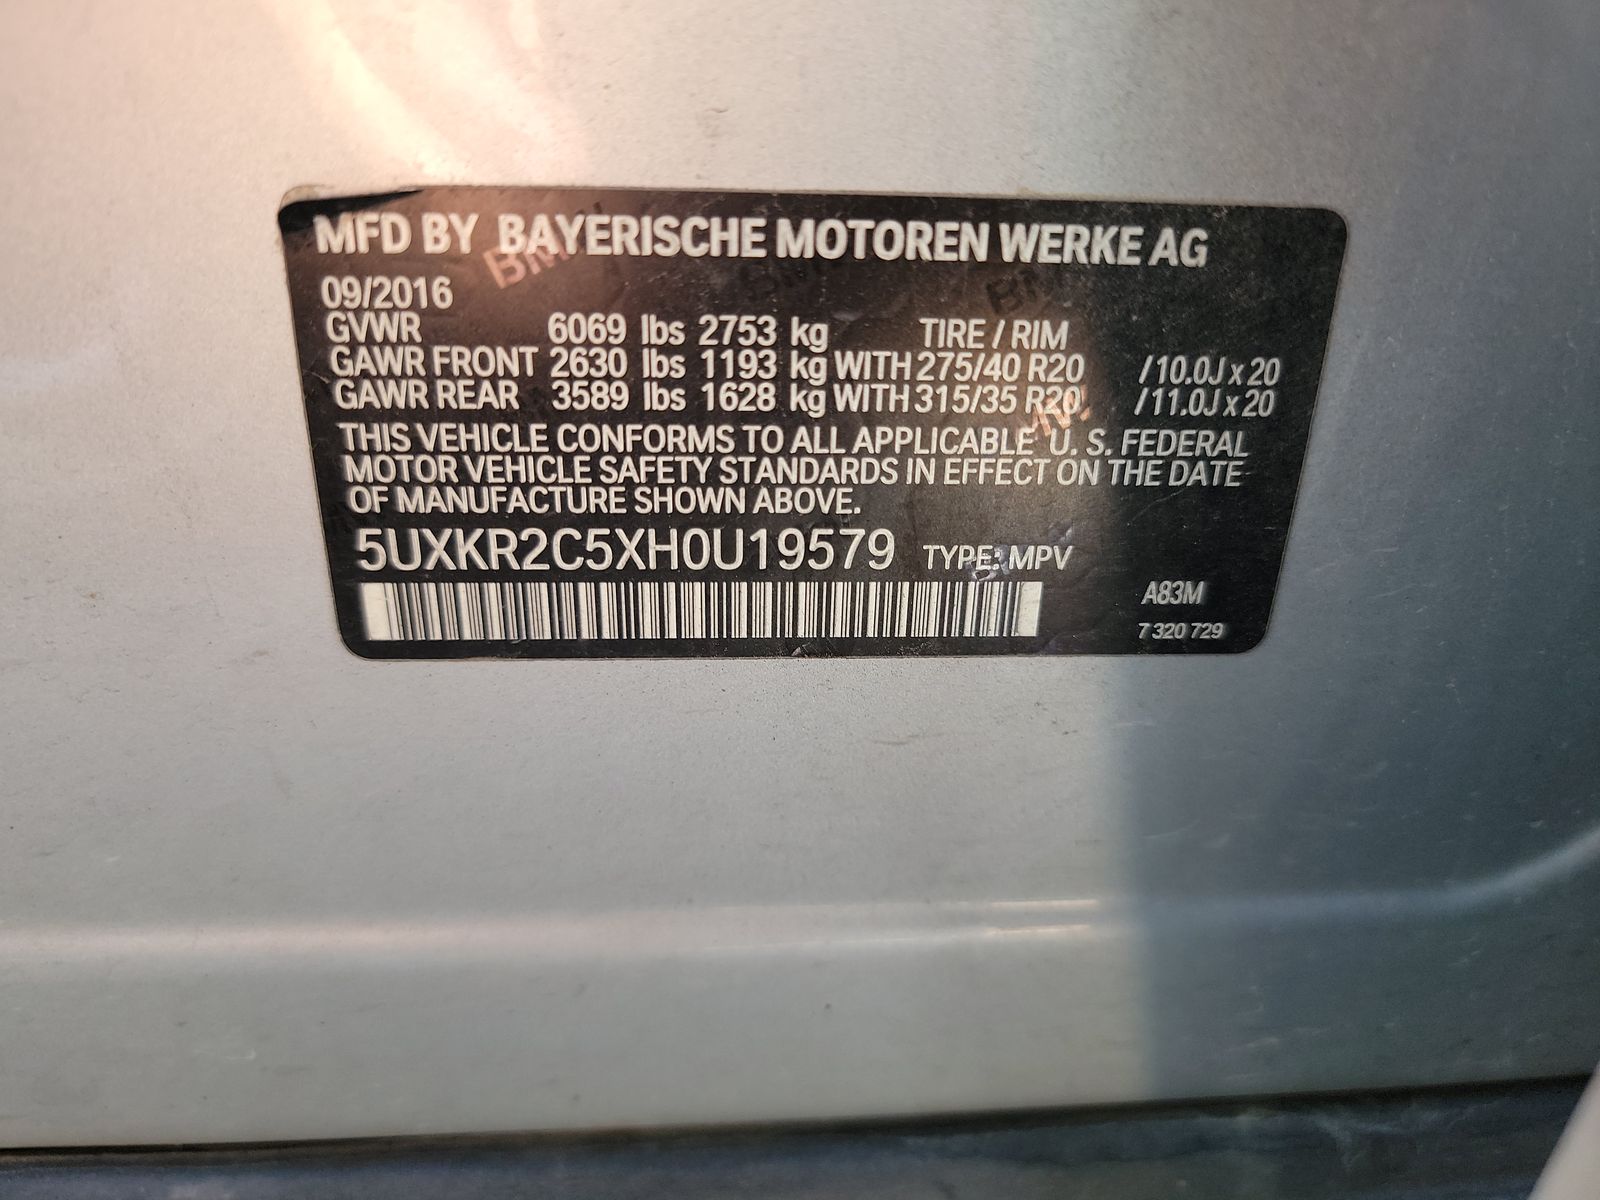 MFD BY BAYERISCHE MOTOREN WERKE AG
09/2016
GVWR 6069 lbs 2753 kg TIRE / RIM
GAWR FRONT 2630 lbs 1193 kg WITH 275/40 R20 /10.0J x 20
GAWR REAR 3589 lbs 1628 kg WITH 315/35 R20 /11.0J x 20
THIS VEHICLE CONFORMS TO ALL APPLICABLE U. S. FEDERAL
MOTOR VEHICLE SAFETY STANDARDS IN EFFECT ON THE DATE
OF MANUFACTURE SHOWN ABOVE.
5UXKR2C5XH0U19579 TYPE: MPV
A83M
7 320 729